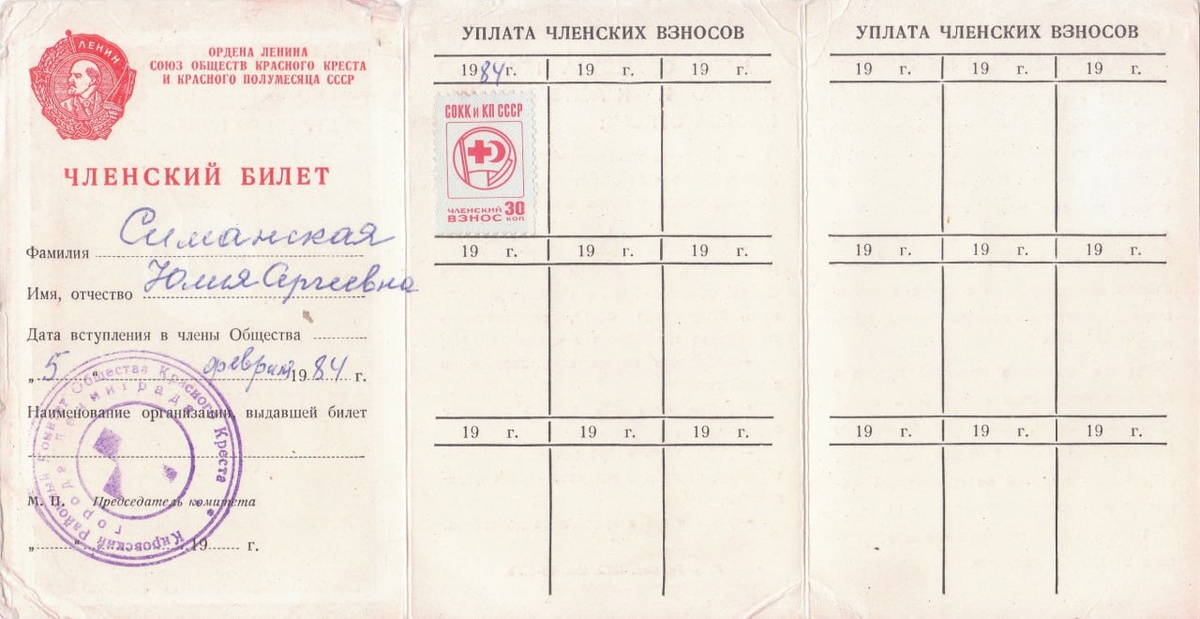 ЛЕНИН
ОРДЕНА ЛЕНИНА
СОЮЗ ОБЩЕСТВ КРАСНОГО КРЕСТА
И КРАСНОГО ПОЛУМЕСЯЦА СССР
ЧЛЕНСКИЙ БИЛЕТ
Фамилия Симанская
Имя, отчество Юлия Сергеевна
Дата вступления в члены Общества
„ 5 “ февраля 1984 г.
Наименование организации, выдавшей билет
М. П. Председатель комитета
„ “ 19 г.
Кировский Районный Комитет Общества Красного Креста
города Ленинграда
УПЛАТА ЧЛЕНСКИХ ВЗНОСОВ
1984 г. 19 г. 19 г.
СОКК и КП СССР
ЧЛЕНСКИЙ
ВЗНОС 30 КОП
19 г. 19 г. 19 г.
19 г. 19 г. 19 г.
УПЛАТА ЧЛЕНСКИХ ВЗНОСОВ
19 г. 19 г. 19 г.
19 г. 19 г. 19 г.
19 г. 19 г. 19 г.